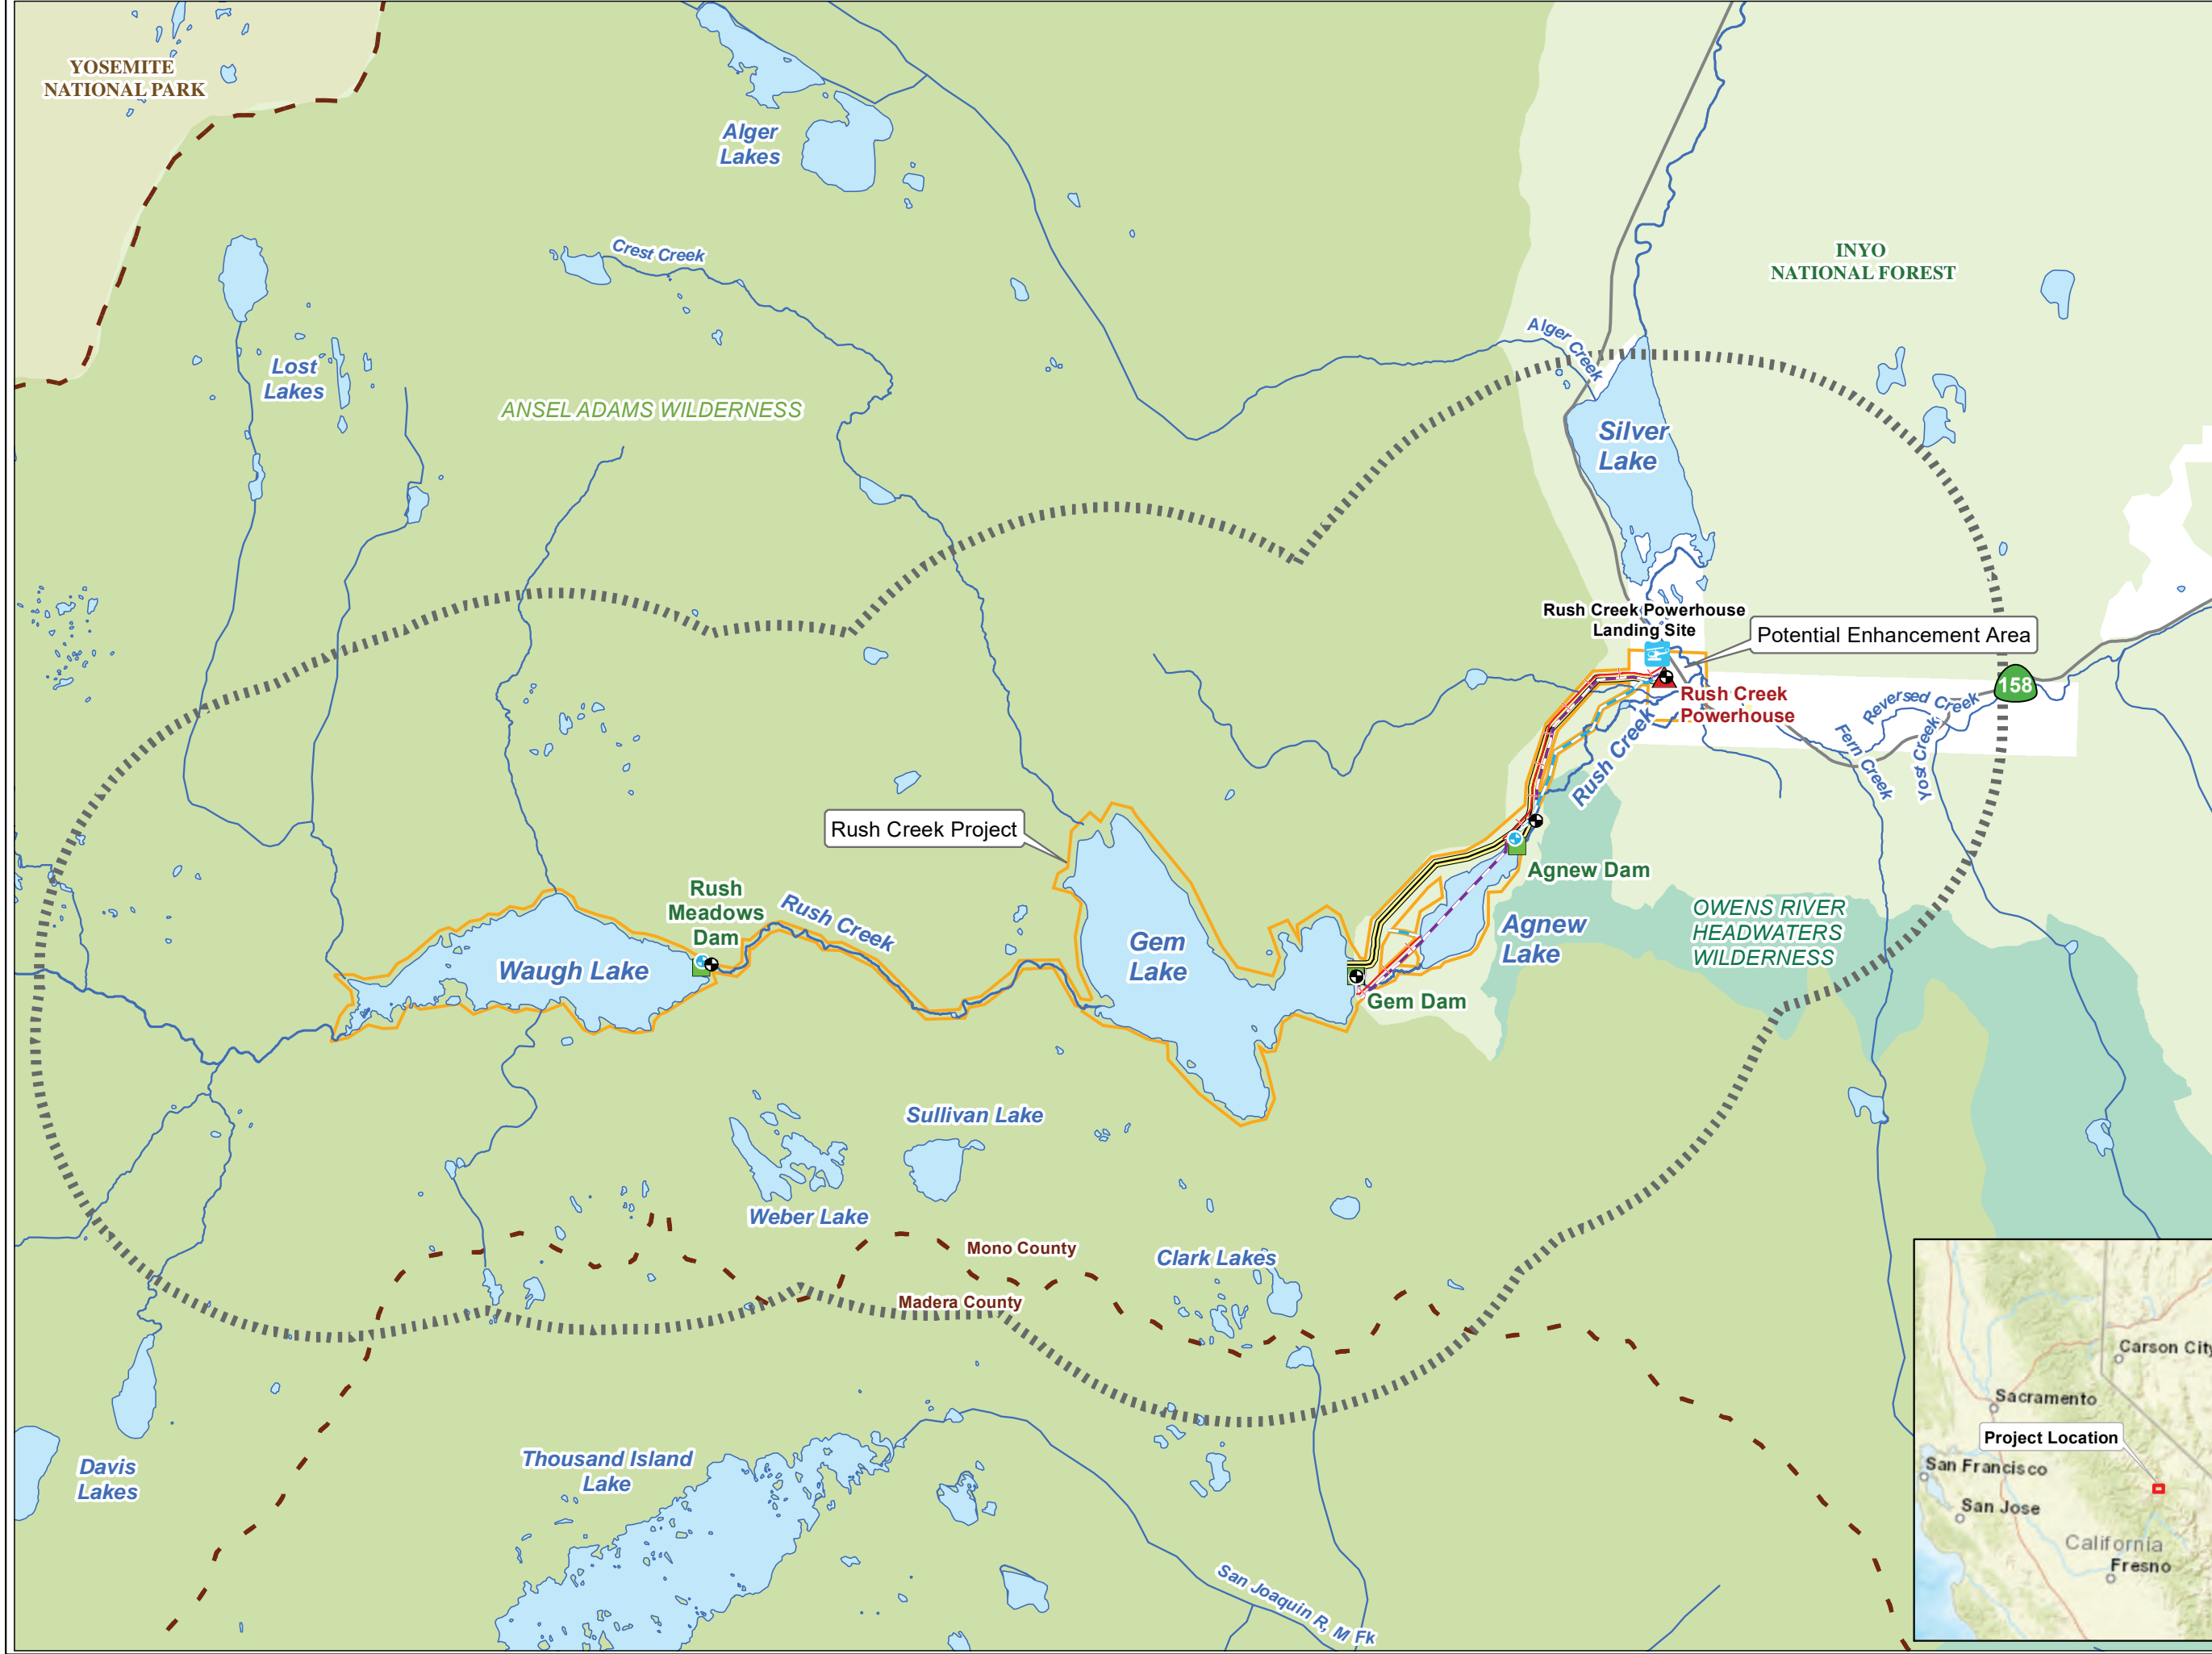 YOSEMITE
NATIONAL PARK
Alger
Lakes
Crest Creek
INYO
NATIONAL FOREST
Alger Creek
Lost
Lakes
ANSEL ADAMS WILDERNESS
Silver
Lake
Rush Creek Powerhouse
Landing Site
Potential Enhancement Area
158
Rush Creek
Powerhouse
Reversed Creek
Fern Creek
Yost Creek
Rush Creek
Rush Creek Project
Agnew Dam
Rush
Meadows
Dam
Rush Creek
OWENS RIVER
HEADWATERS
WILDERNESS
Agnew
Lake
Gem
Lake
Waugh Lake
Gem Dam
Sullivan Lake
Weber Lake
Mono County
Clark Lakes
Madera County
Carson City
Sacramento
Project Location
San Francisco
San Jose
California
Fresno
Thousand Island
Lake
Davis
Lakes
San Joaquin R, M Fk